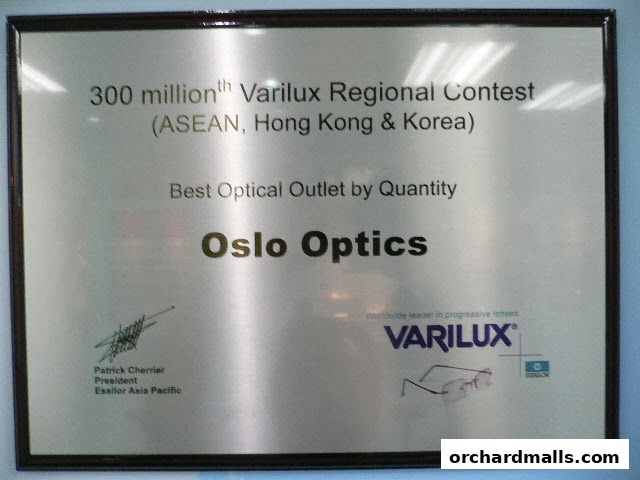 300 millionth Varilux Regional Contest
(ASEAN, Hong Kong & Korea)
Best Optical Outlet by Quantity
Oslo Optics
Patrick Cherrier
President
Essilor Asia Pacific
Worldwide leader in progressive lenses
VARILUX®
essilor
orchardmalls.com